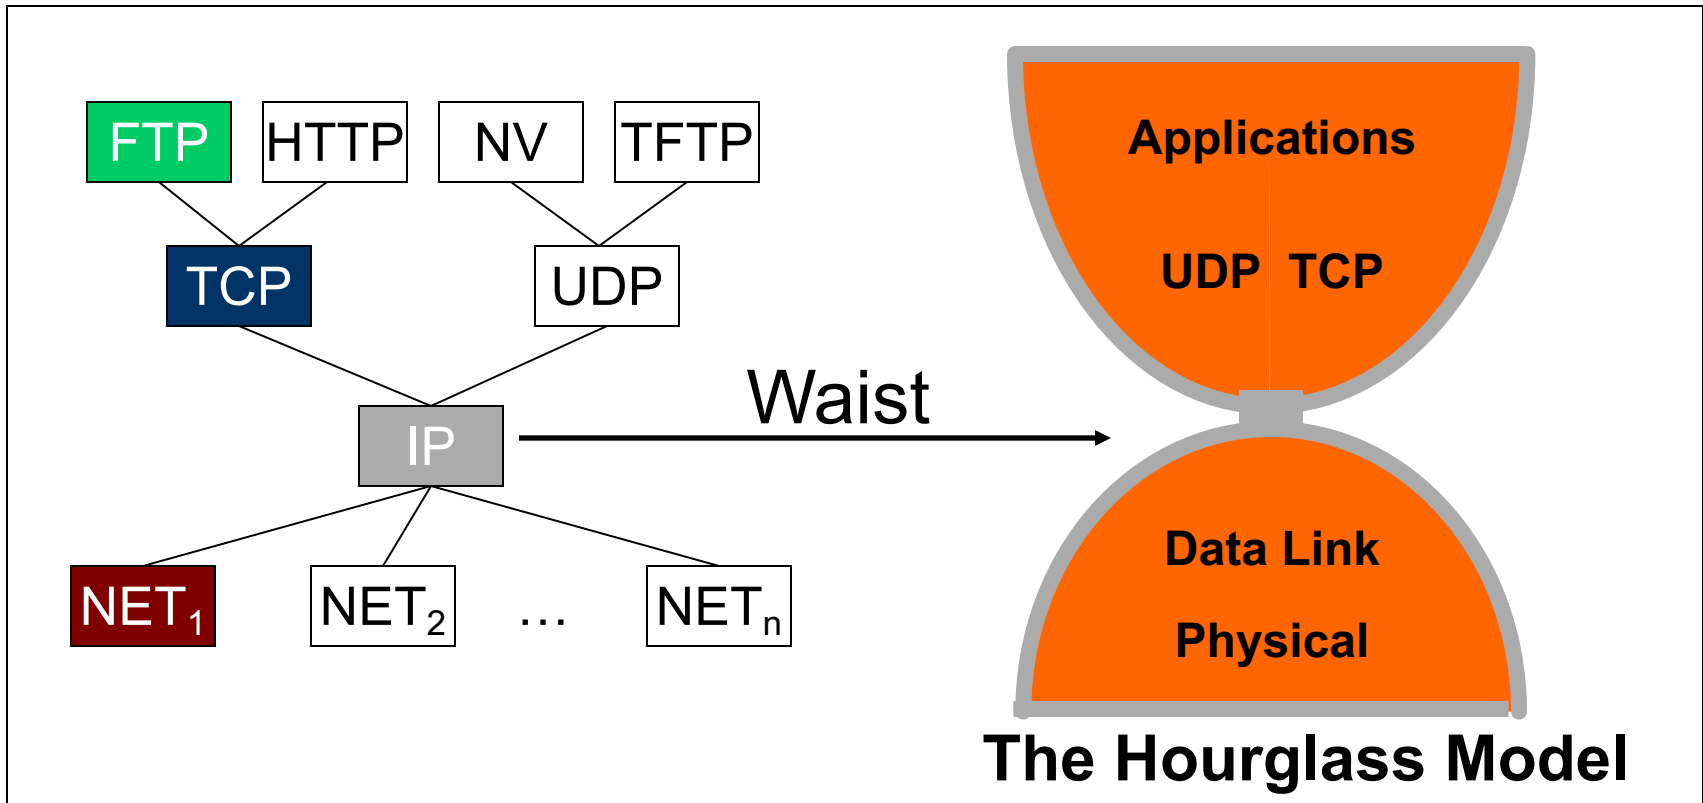 FTP HTTP NV TFTP
TCP UDP
IP
NET₁ NET₂ ... NETₙ
Waist
Applications
UDP TCP
Data Link
Physical
The Hourglass Model